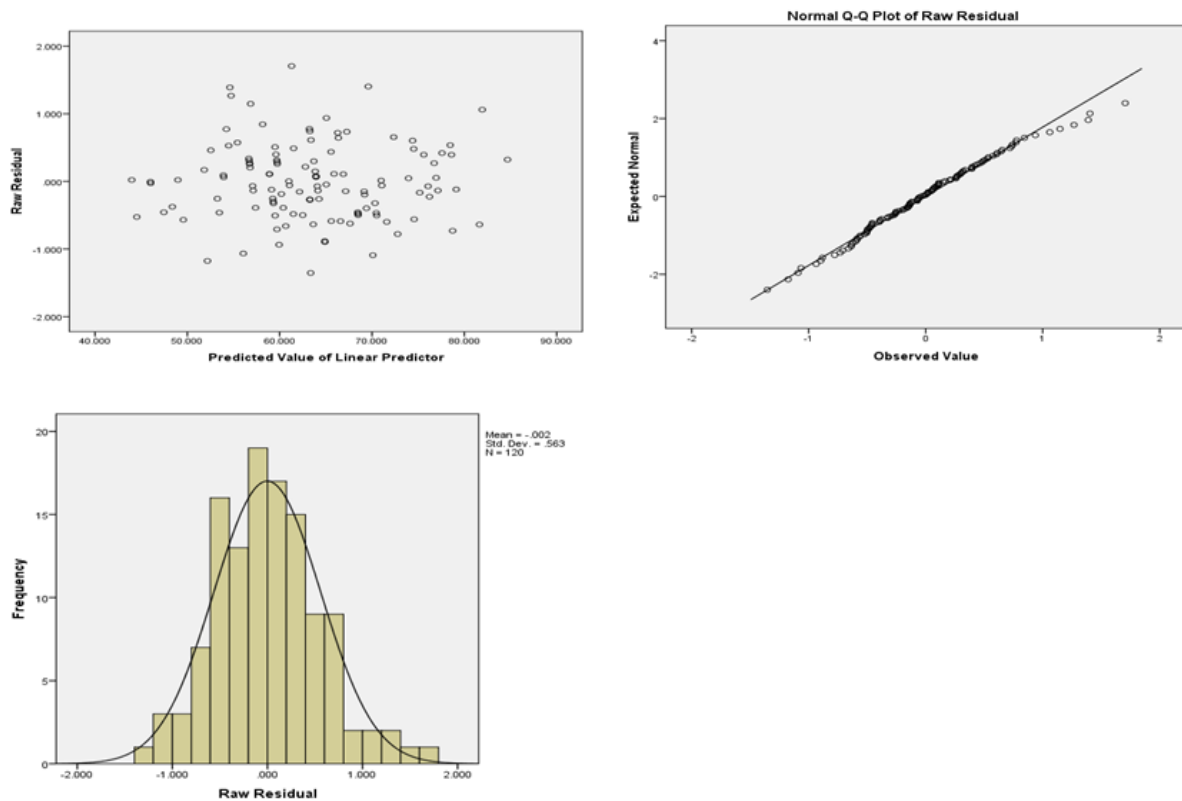 2.000
1.000
.000
-1.000
-2.000
Raw Residual
40.000 50.000 60.000 70.000 80.000 90.000
Predicted Value of Linear Predictor
Normal Q-Q Plot of Raw Residual
4
2
0
-2
Expected Normal
-2 -1 0 1 2
Observed Value
20
15
10
5
0
Frequency
-2.000 -1.000 .000 1.000 2.000
Raw Residual
Mean = -.002
Std. Dev. = .563
N = 120